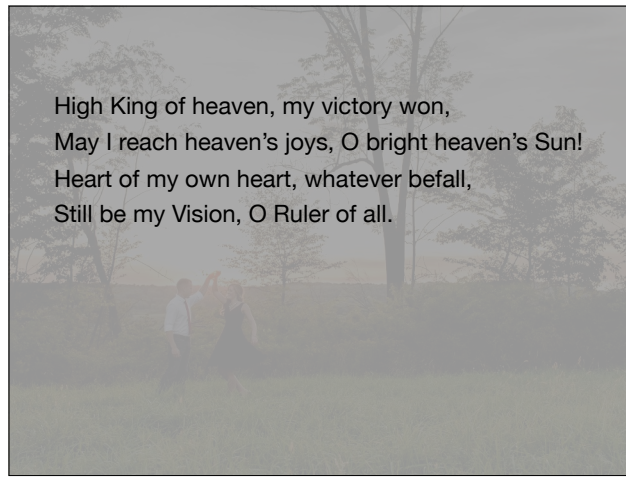 High King of heaven, my victory won,
May I reach heaven’s joys, O bright heaven’s Sun!
Heart of my own heart, whatever befall,
Still be my Vision, O Ruler of all.